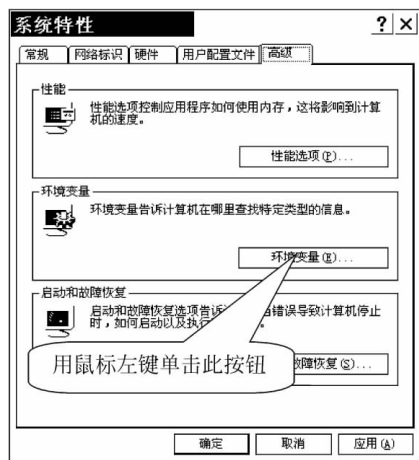 系统特性 ? ×
常规 网络标识 硬件 用户配置文件 高级
性能
性能选项控制应用程序如何使用内存，这将影响到计算
机的速度。
性能选项(P)...
环境变量
环境变量告诉计算机在哪里查找特定类型的信息。
环境变量(E)...
启动和故障恢复
启动和故障恢复选项告诉 错误导致计算机停止
时，如何启动以及执行
用鼠标左键单击此按钮
故障恢复(S)...
确定 取消 应用(A)